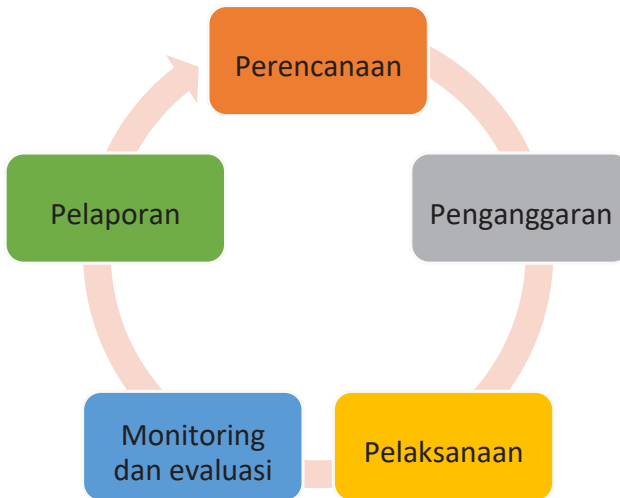 Perencanaan
Penganggaran
Pelaksanaan
Monitoring
dan evaluasi
Pelaporan